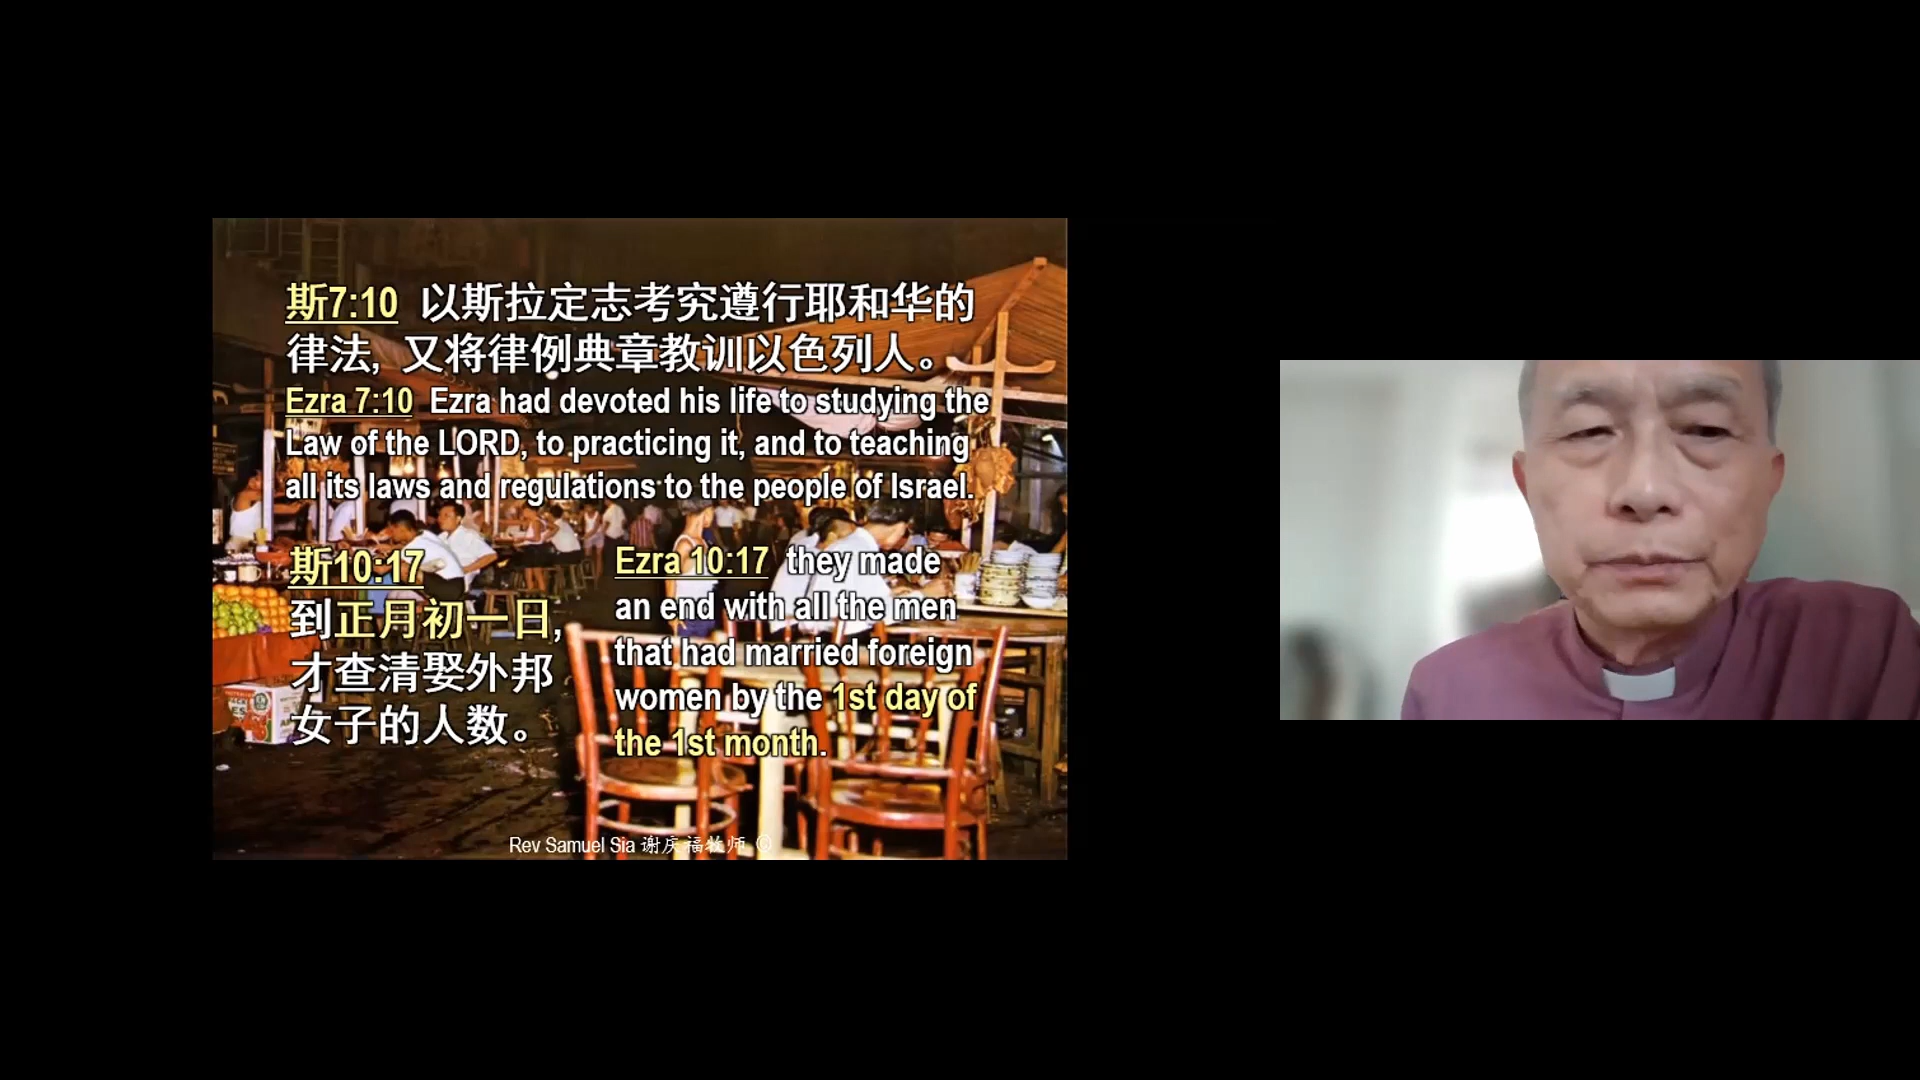 斯7:10 以斯拉定志考究遵行耶和华的
律法, 又将律例典章教训以色列人。
Ezra 7:10 Ezra had devoted his life to studying the
Law of the LORD, to practicing it, and to teaching
all its laws and regulations to the people of Israel.
斯10:17
到正月初一日,
才查清娶外邦
女子的人数。
Ezra 10:17 they made
an end with all the men
that had married foreign
women by the 1st day of
the 1st month.
Rev Samuel Sia 谢庆福牧师 ©